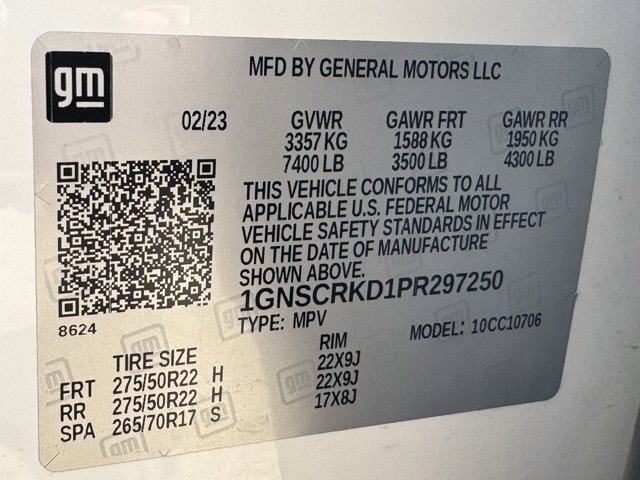 gm
MFD BY GENERAL MOTORS LLC
02/23 GVWR GAWR FRT GAWR RR
3357 KG 1588 KG 1950 KG
7400 LB 3500 LB 4300 LB
THIS VEHICLE CONFORMS TO ALL
APPLICABLE U.S. FEDERAL MOTOR
VEHICLE SAFETY STANDARDS IN EFFECT
ON THE DATE OF MANUFACTURE
SHOWN ABOVE.
1GNSCRKD1PR297250
8624
TYPE: MPV MODEL: 10CC10706
TIRE SIZE RIM
FRT 275/50R22 H 22X9J
RR 275/50R22 H 22X9J
SPA 265/70R17 S 17X8J